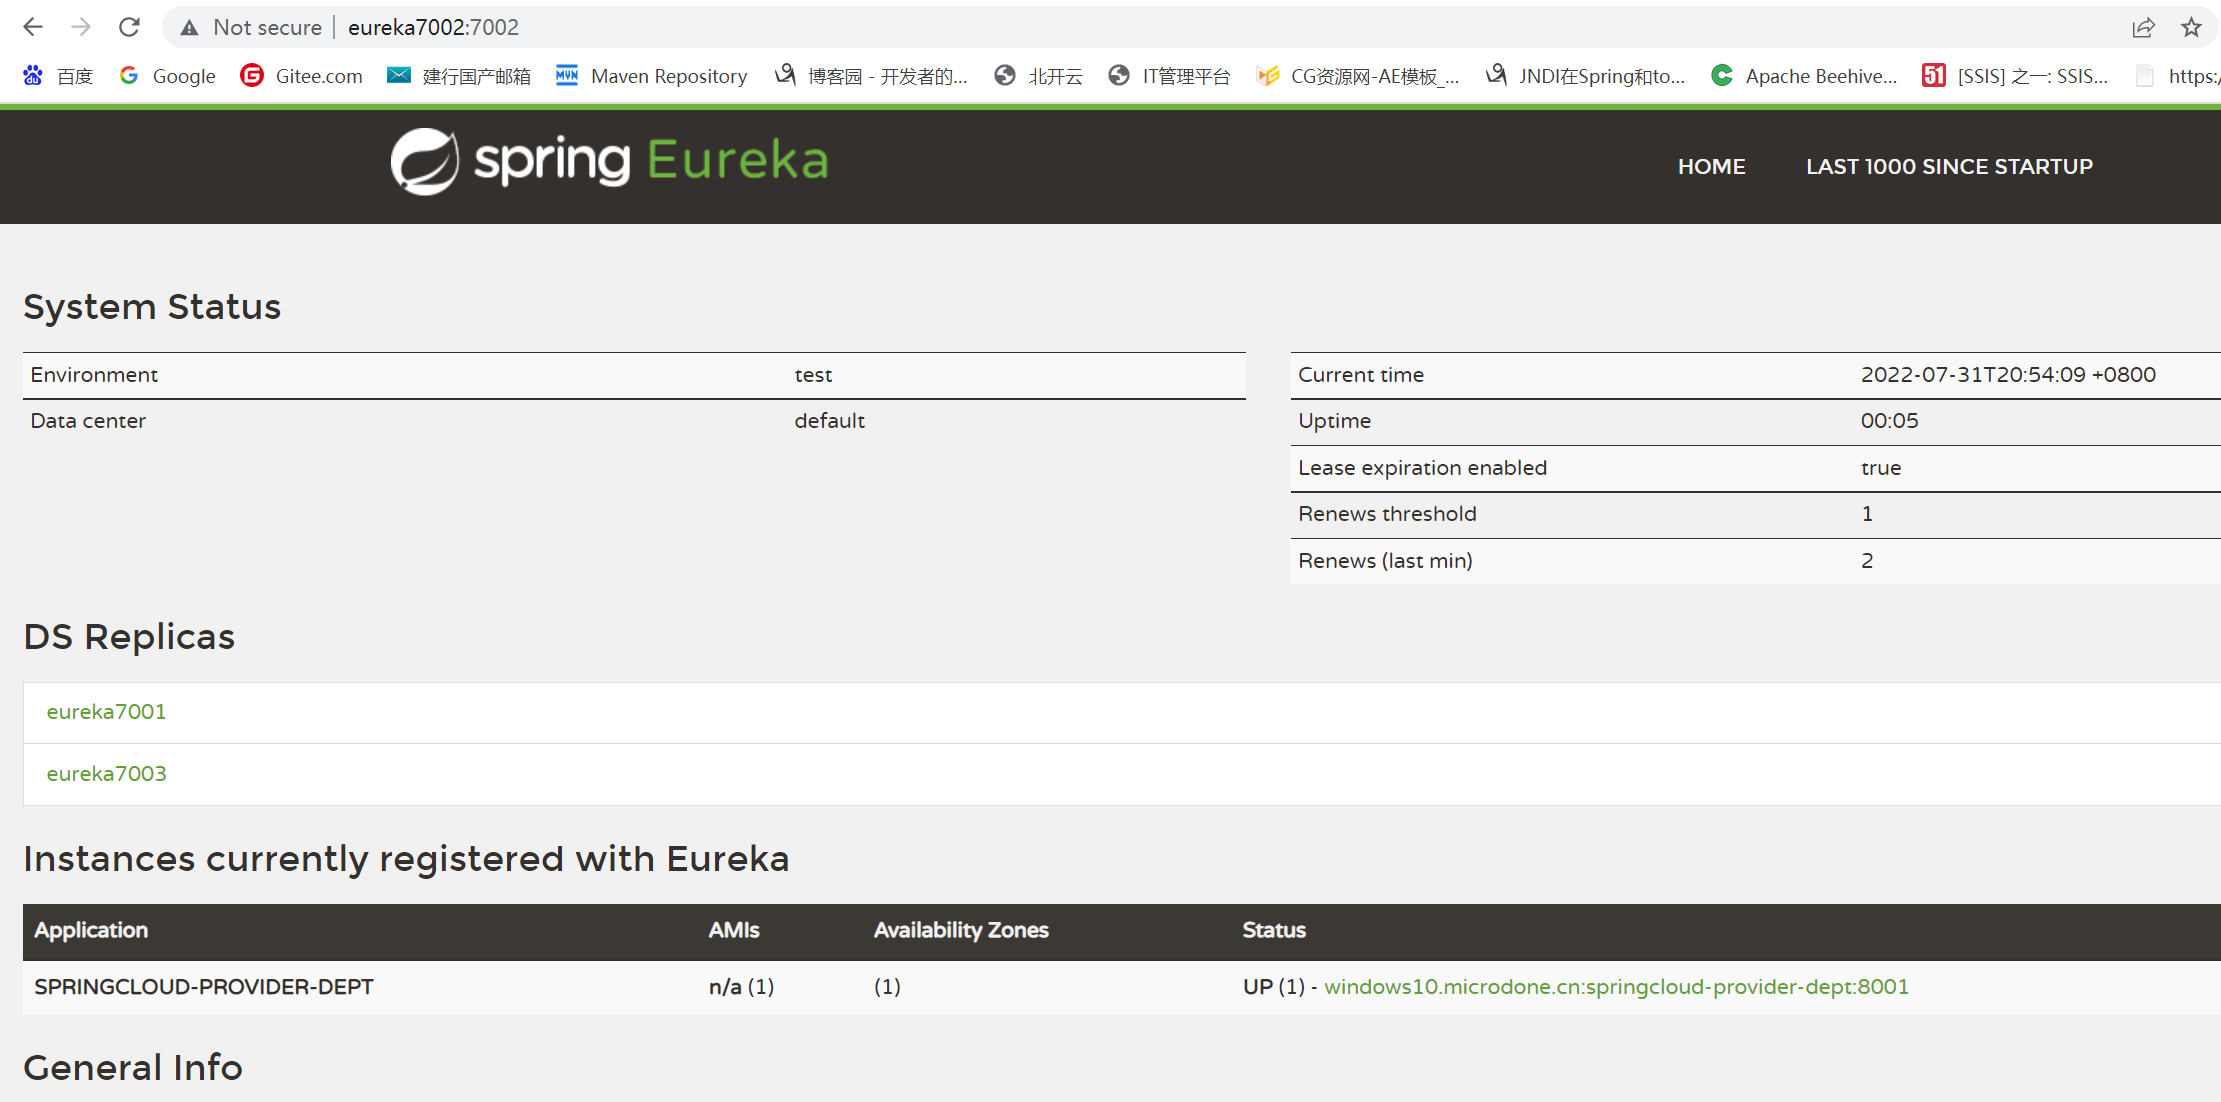 Not secure | eureka7002:7002
百度 Google Gitee.com 建行国产邮箱 Maven Repository 博客园 - 开发者的... 北开云 IT管理平台 CG资源网-AE模板_... JNDI在Spring和to... Apache Beehive... [SSIS] 之一: SSIS... https:/
spring Eureka
HOME LAST 1000 SINCE STARTUP
System Status
Environment test Current time 2022-07-31T20:54:09 +0800
Data center default Uptime 00:05
Lease expiration enabled true
Renews threshold 1
Renews (last min) 2
DS Replicas
eureka7001
eureka7003
Instances currently registered with Eureka
Application AMIs Availability Zones Status
SPRINGCLOUD-PROVIDER-DEPT n/a (1) (1) UP (1) - windows10.microdone.cn:springcloud-provider-dept:8001
General Info